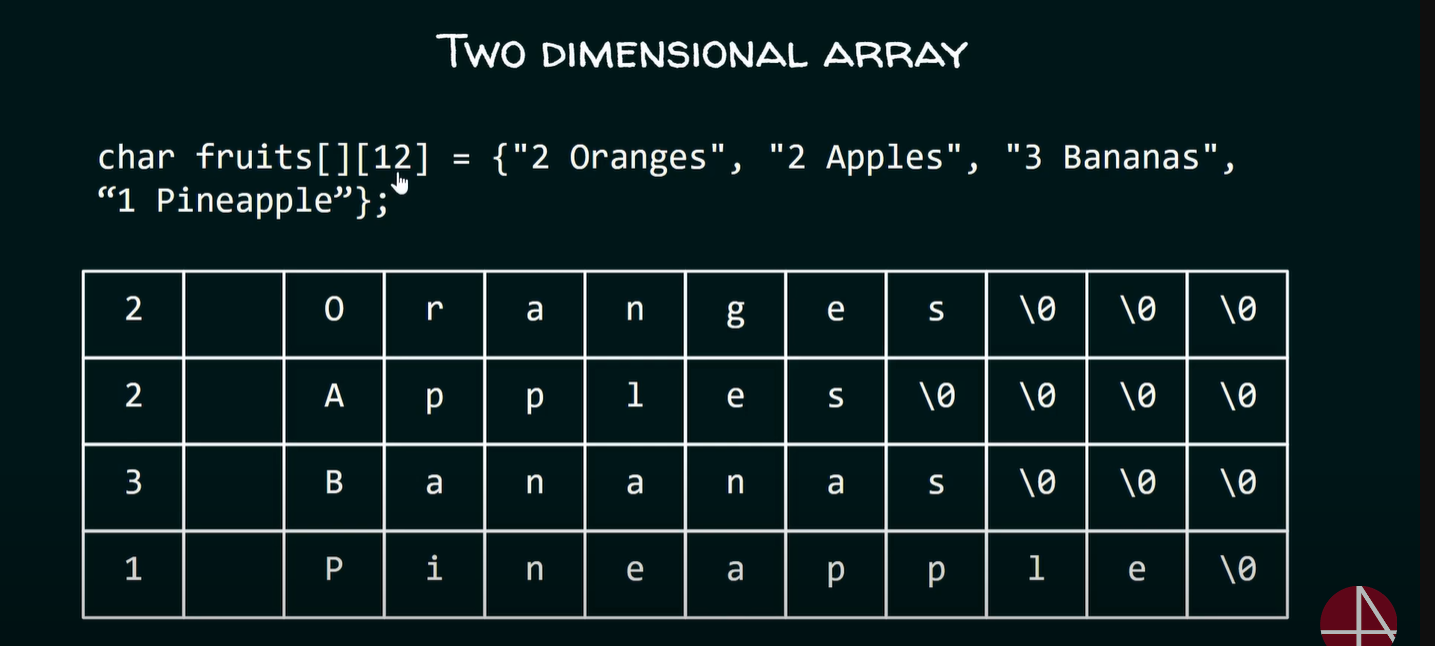 TWO DIMENSIONAL ARRAY
char fruits[][12] = {"2 Oranges", "2 Apples", "3 Bananas",
“1 Pineapple”};
2 O r a n g e s \0 \0 \0
2 A p p l e s \0 \0 \0 \0
3 B a n a n a s \0 \0 \0
1 P i n e a p p l e \0